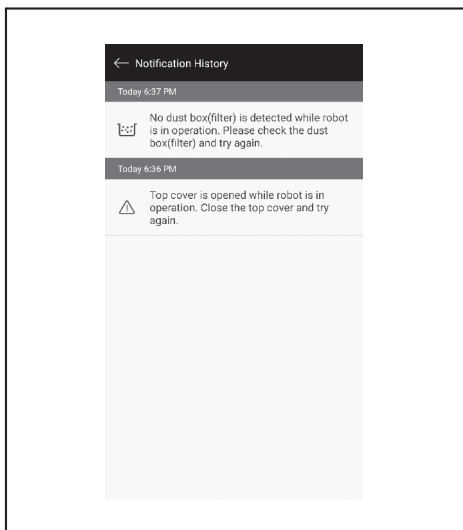 Notification History
Today 6:37 PM
No dust box(filter) is detected while robot
is in operation. Please check the dust
box(filter) and try again.
Today 6:36 PM
Top cover is opened while robot is in
operation. Close the top cover and try
again.